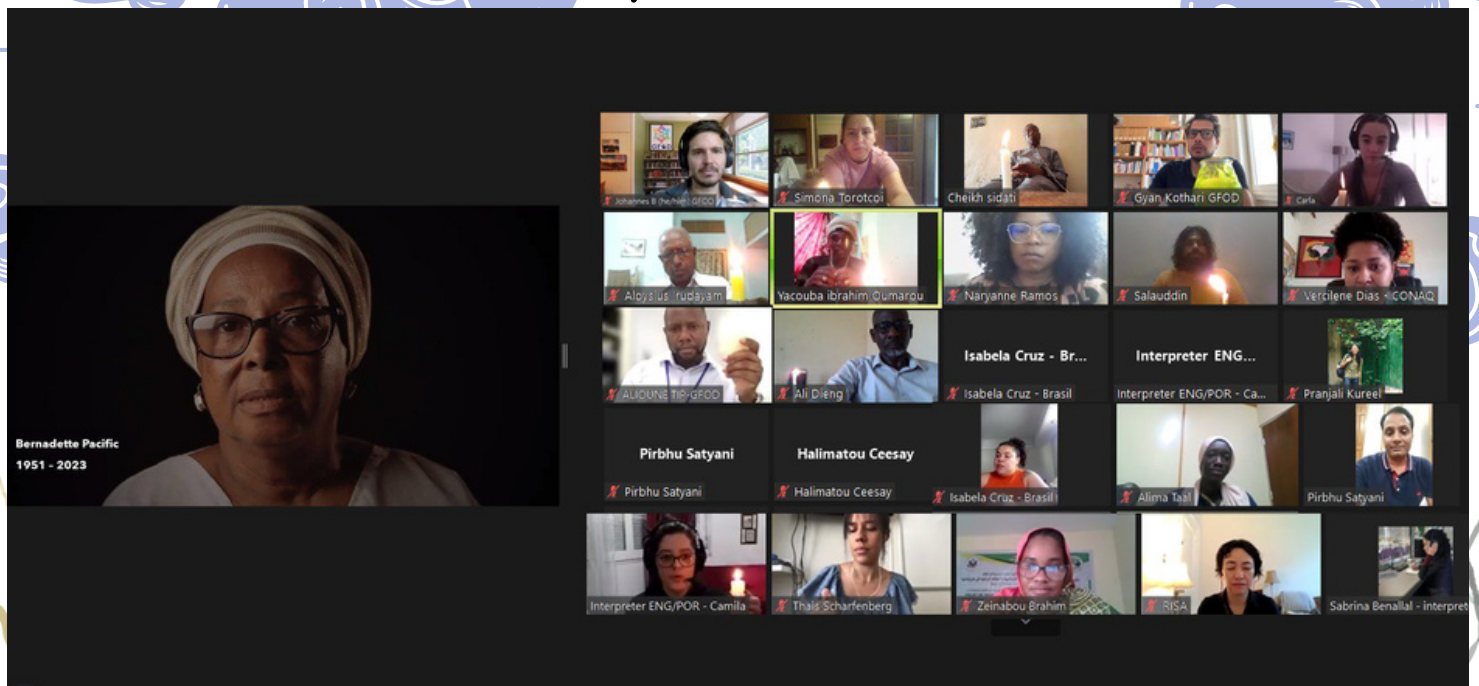 Bernadette Pacific
1951 - 2023
Johannes B (he/him) GFOD
Simona Torotcoi
Cheikh sidati
Gyan Kothari GFOD
Carla
Aloysius Irudayam
Yacouba ibrahim Oumarou
Naryanne Ramos
Salauddin
Vercilene Dias - CONAQ
ALIOUNE TIP-GFOD
Ali Dieng
Isabela Cruz - Br...
Isabela Cruz - Brasil
Interpreter ENG...
Interpreter ENG/POR - Ca...
Pranjali Kureel
Pirbhu Satyani
Pirbhu Satyani
Halimatou Ceesay
Halimatou Ceesay
Isabela Cruz - Brasil
Alima Taal
Pirbhu Satyani
Interpreter ENG/POR - Camila
Thais Scharfenberg
Zeinabou Brahim
RISA
Sabrina Benallal - interpret